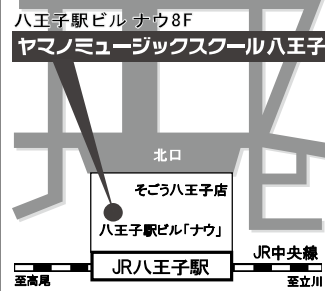 八王子駅ビル ナウ8F
ヤマノミュージックスクール八王子
北口
そごう八王子店
八王子駅ビル「ナウ」
JR中央線
JR八王子駅
至高尾
至立川